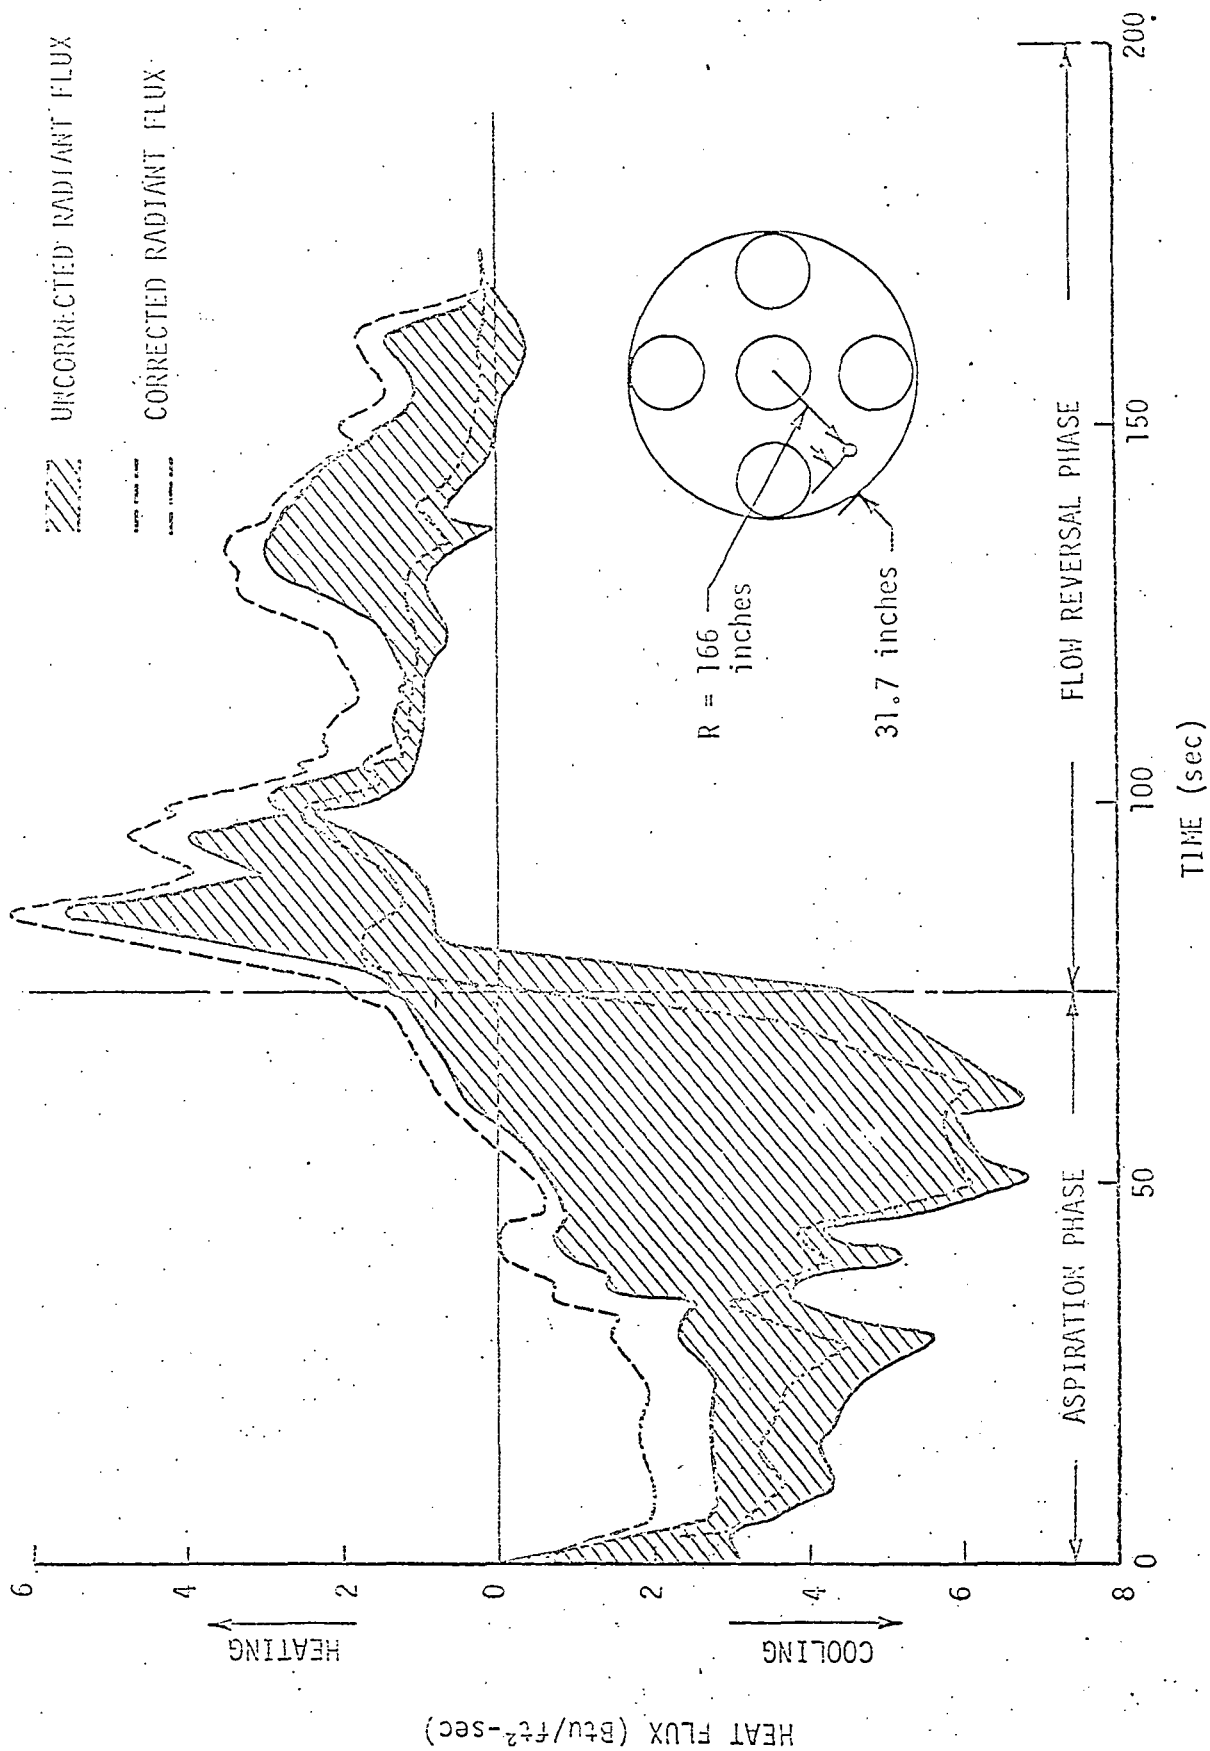 UNCORRECTED RADIANT FLUX
CORRECTED RADIANT FLUX
HEAT FLUX (Btu/ft²-sec)
HEATING
COOLING
6
4
2
0
2
4
6
8
R = 166
inches
31.7 inches
ASPIRATION PHASE
FLOW REVERSAL PHASE
0
50
100
150
200
TIME (sec)